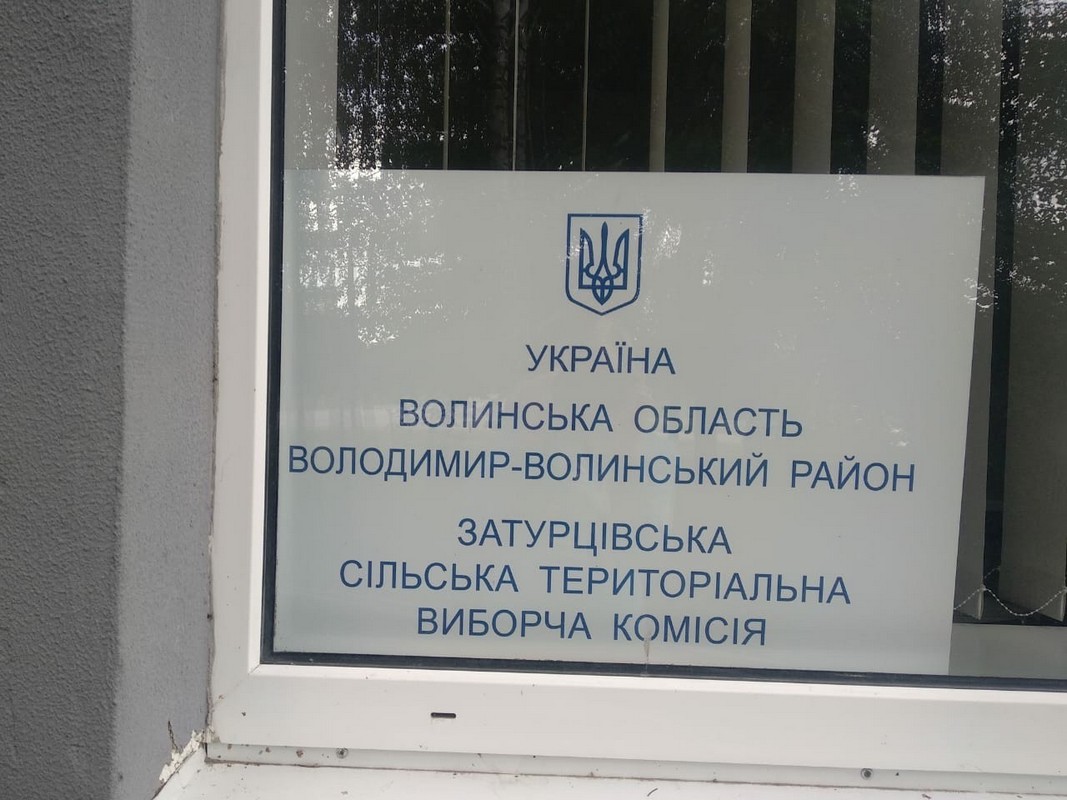 УКРАЇНА
ВОЛИНСЬКА ОБЛАСТЬ
ВОЛОДИМИР-ВОЛИНСЬКИЙ РАЙОН
ЗАТУРЦІВСЬКА
СІЛЬСЬКА ТЕРИТОРІАЛЬНА
ВИБОРЧА КОМІСІЯ